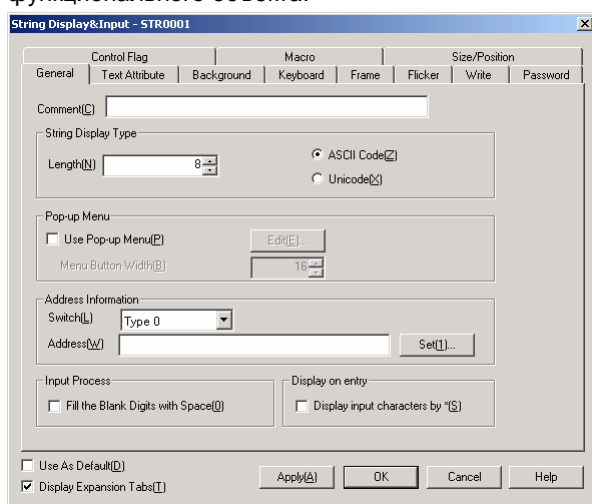 функционального объекта.
String Display&Input - STR0001
Control Flag Macro Size/Position
General Text Attribute Background Keyboard Frame Flicker Write Password
Comment(C)
String Display Type
Length(N) 8 ASCII Code(Z)
Unicode(X)
Pop-up Menu
Use Pop-up Menu(P) Edit(E)...
Menu Button Width(B) 16
Address Information
Switch(L) Type 0
Address(W) Set(1)...
Input Process Display on entry
Fill the Blank Digits with Space(0) Display input characters by *(S)
Use As Default(D)
Display Expansion Tabs(T) Apply(A) OK Cancel Help